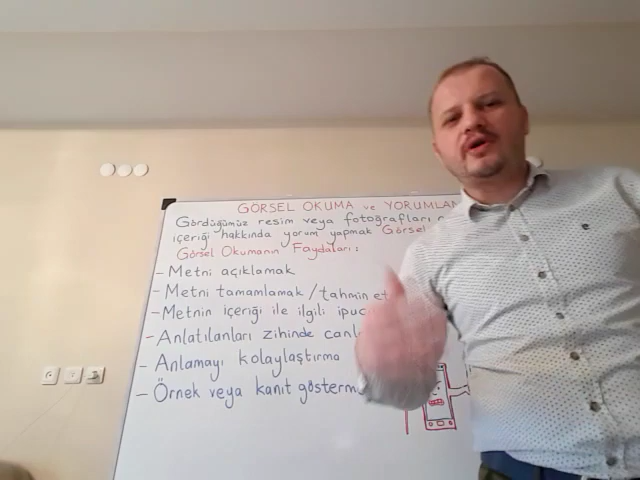 GÖRSEL OKUMA ve YORUMLAM
Gördüğümüz resim veya fotoğrafları
içeriği hakkında yorum yapmak Görsel
Görsel Okumanın Faydaları:
- Metni açıklamak
- Metni tamamlamak / tahmin et
- Metnin içeriği ile ilgili ipuc
- Anlatılanları zihinde canl
- Anlamayı kolaylaştırma
- Örnek veya kanıt gösterm